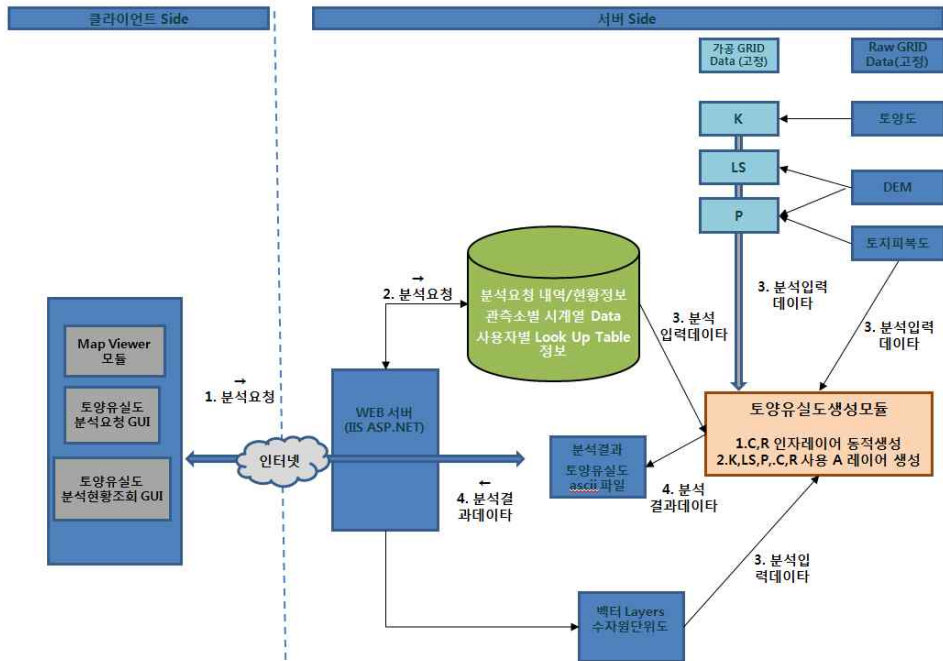 클라이언트 Side
서버 Side
가공 GRID
Data (고정)
Raw GRID
Data(고정)
K
토양도
LS
DEM
P
토지피복도
→
2. 분석요청
분석요청 내역/현황정보
관측소별 시계열 Data
사용자별 Look Up Table
정보
3. 분석
입력데이타
3. 분석입력
데이타
3. 분석입력
데이타
Map Viewer
모듈
토양유실도
분석요청 GUI
토양유실도
분석현황조회 GUI
→
1. 분석요청
인터넷
WEB 서버
(IIS ASP.NET)
←
4. 분석결
과데이타
분석결과
토양유실도
ascii 파일
4. 분석
결과데이타
토양유실도생성모듈
1.C,R 인자레이어 동적생성
2.K,LS,P,.C,R 사용 A 레이어 생성
3. 분석입
력데이타
백터 Layers
수자원단위도